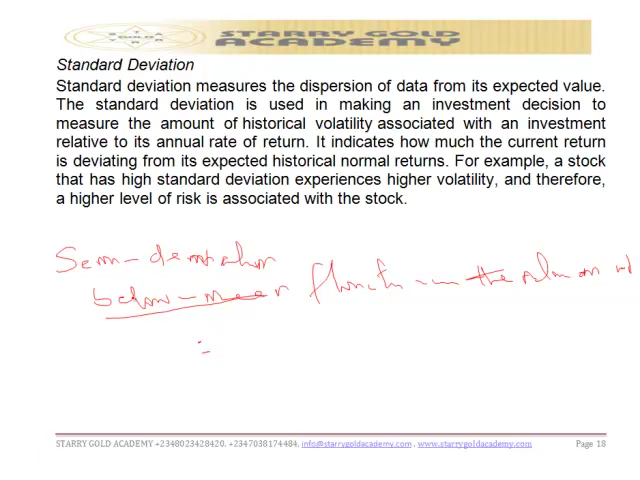 STARRY GOLD
ACADEMY
Standard Deviation
Standard deviation measures the dispersion of data from its expected value.
The standard deviation is used in making an investment decision to
measure the amount of historical volatility associated with an investment
relative to its annual rate of return. It indicates how much the current return
is deviating from its expected historical normal returns. For example, a stock
that has high standard deviation experiences higher volatility, and therefore,
a higher level of risk is associated with the stock.
Semi-deviation
below-mean in the
STARRY GOLD ACADEMY +2348023428420, +2347038174484, info@starrygoldacademy.com , www.starrygoldacademy.com Page 18